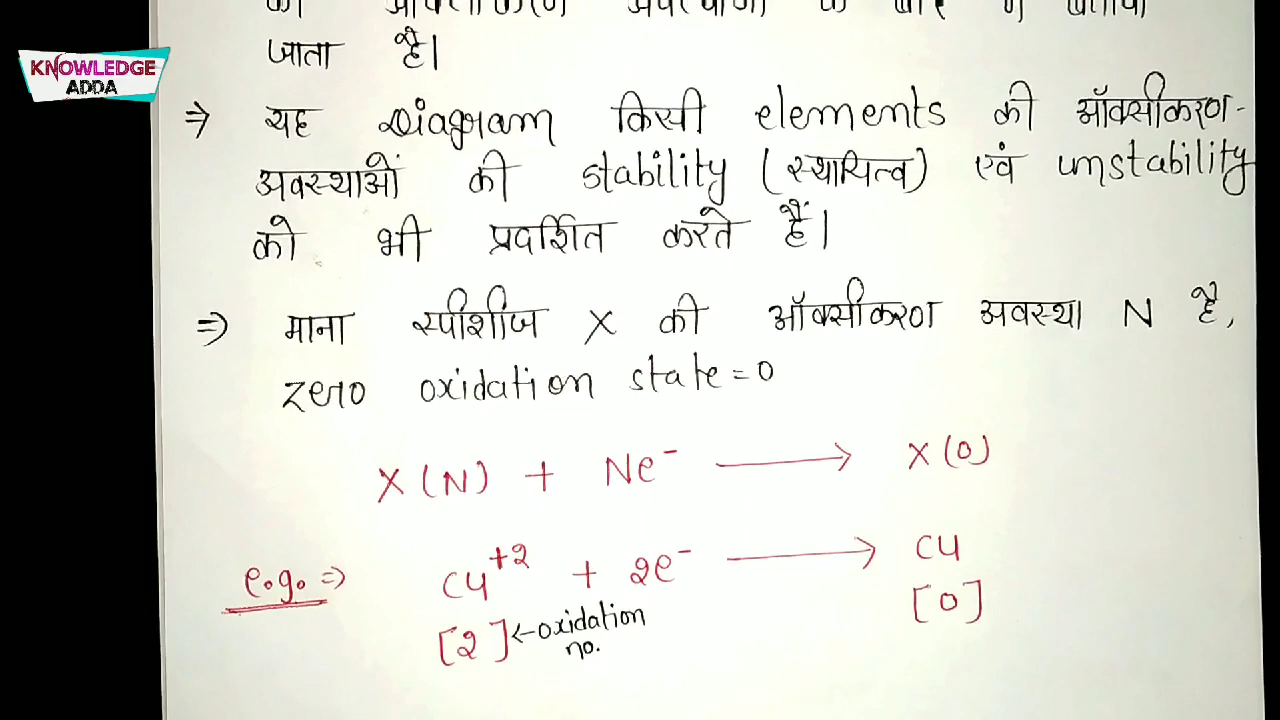 KNOWLEDGE
ADDA
जाता है।
⇒ यह Diagram किसी elements की ऑक्सीकरण-
अवस्थाओं की stability (स्थायित्व) एवं unstability
को भी प्रदर्शित करते हैं।
⇒ माना स्पीशीज X की ऑक्सीकरण अवस्था N है,
zero oxidation state = 0
X (N) + Ne⁻ ⟶ X (0)
e.g. ⇒ Cu⁺² + 2e⁻ ⟶ Cu
[2] ← oxidation no. [0]